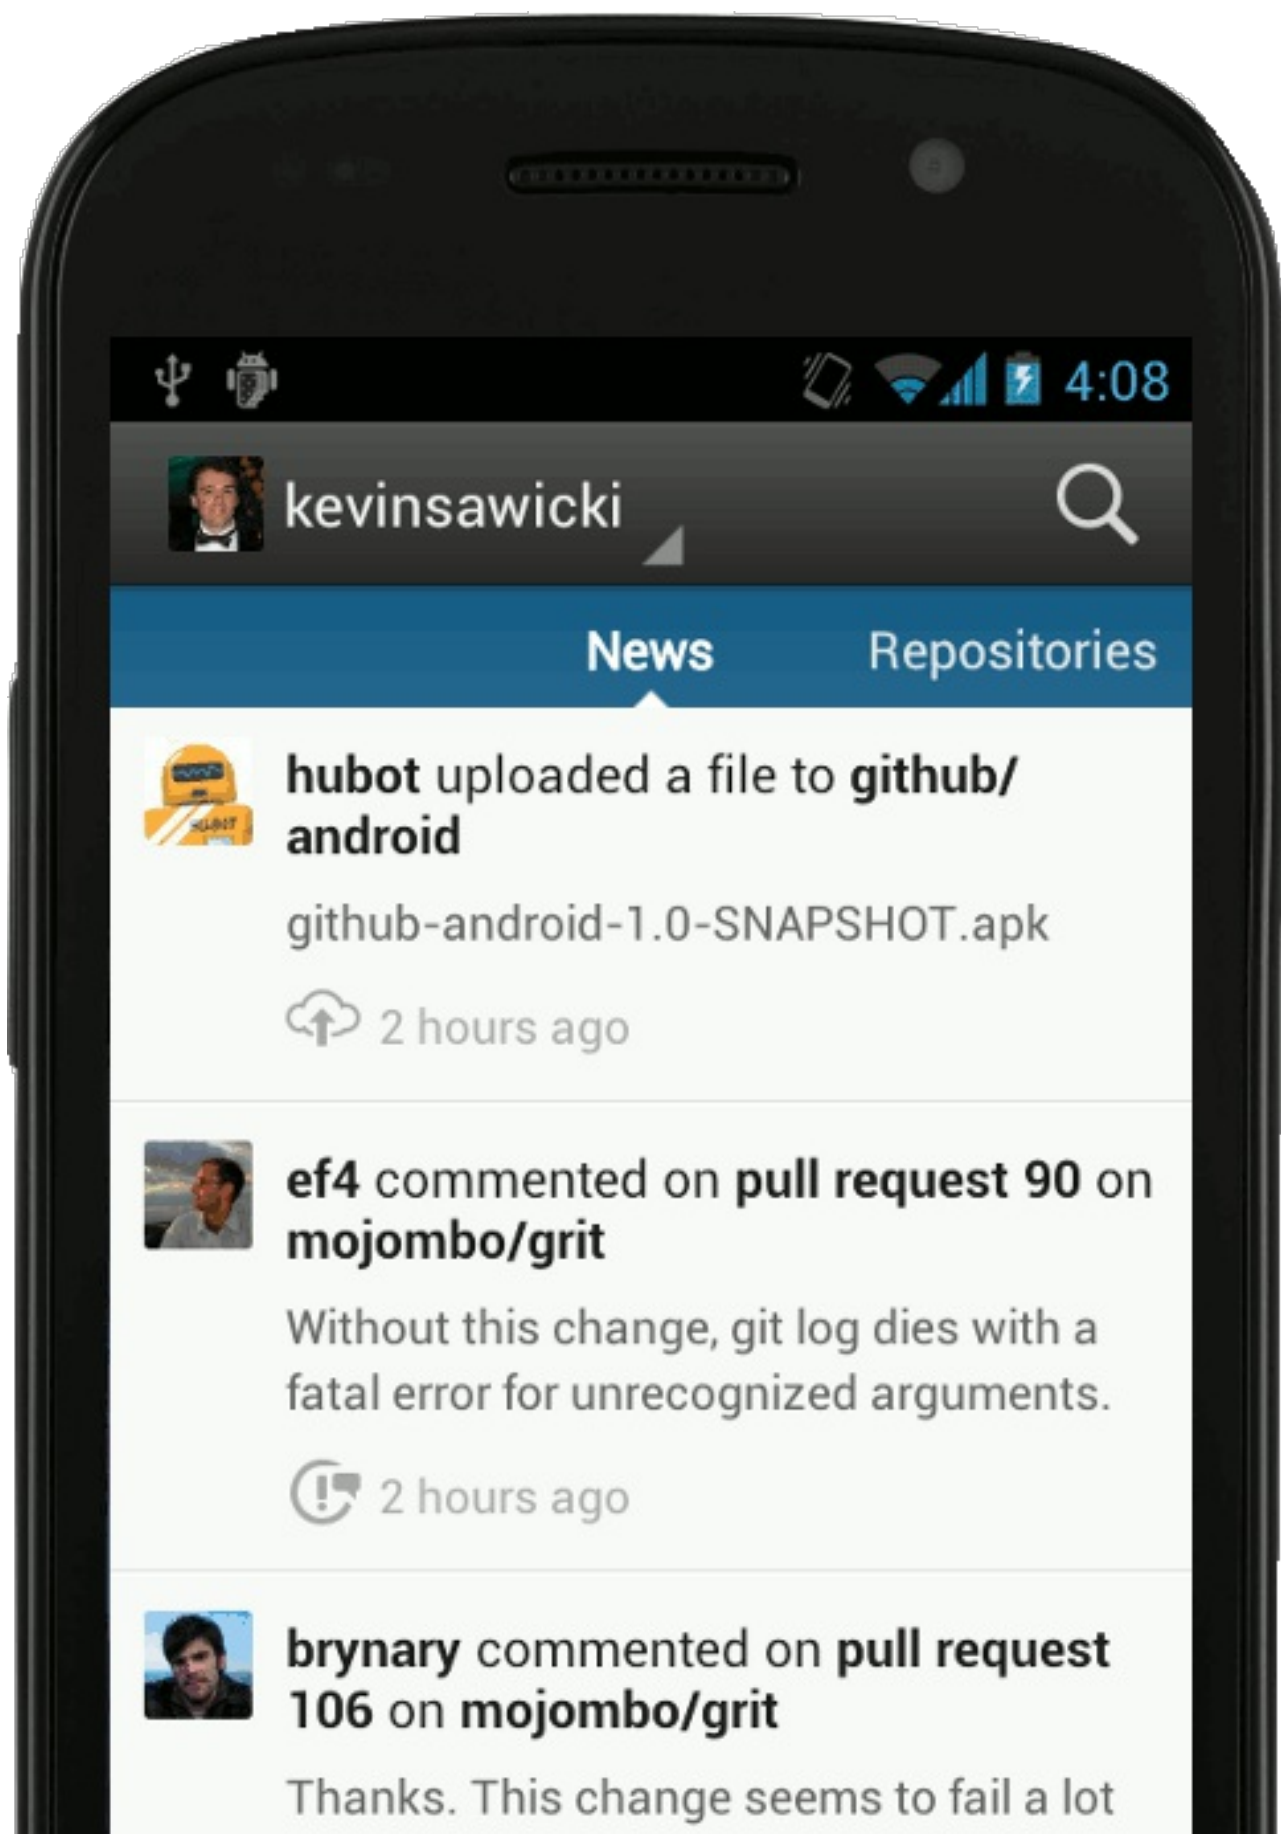 4:08
kevinsawicki
News Repositories
hubot uploaded a file to github/
android
HUBOT
github-android-1.0-SNAPSHOT.apk
2 hours ago
ef4 commented on pull request 90 on
mojombo/grit
Without this change, git log dies with a
fatal error for unrecognized arguments.
2 hours ago
brynary commented on pull request
106 on mojombo/grit
Thanks. This change seems to fail a lot